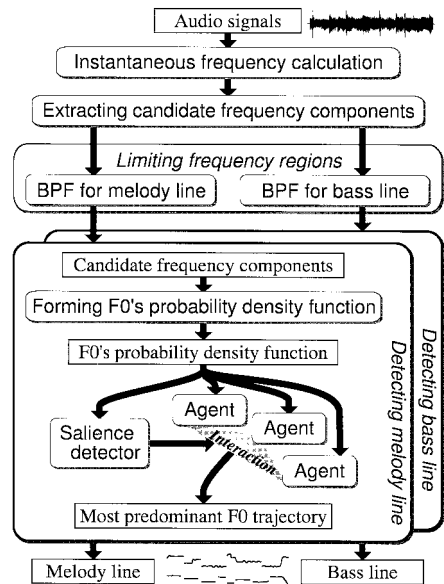 Audio signals
Instantaneous frequency calculation
Extracting candidate frequency components
Limiting frequency regions
BPF for melody line
BPF for bass line
Candidate frequency components
Forming F0's probability density function
F0's probability density function
Agent
Agent
Agent
Salience
detector
Interaction
Most predominant F0 trajectory
Detecting melody line
Detecting bass line
Melody line
Bass line